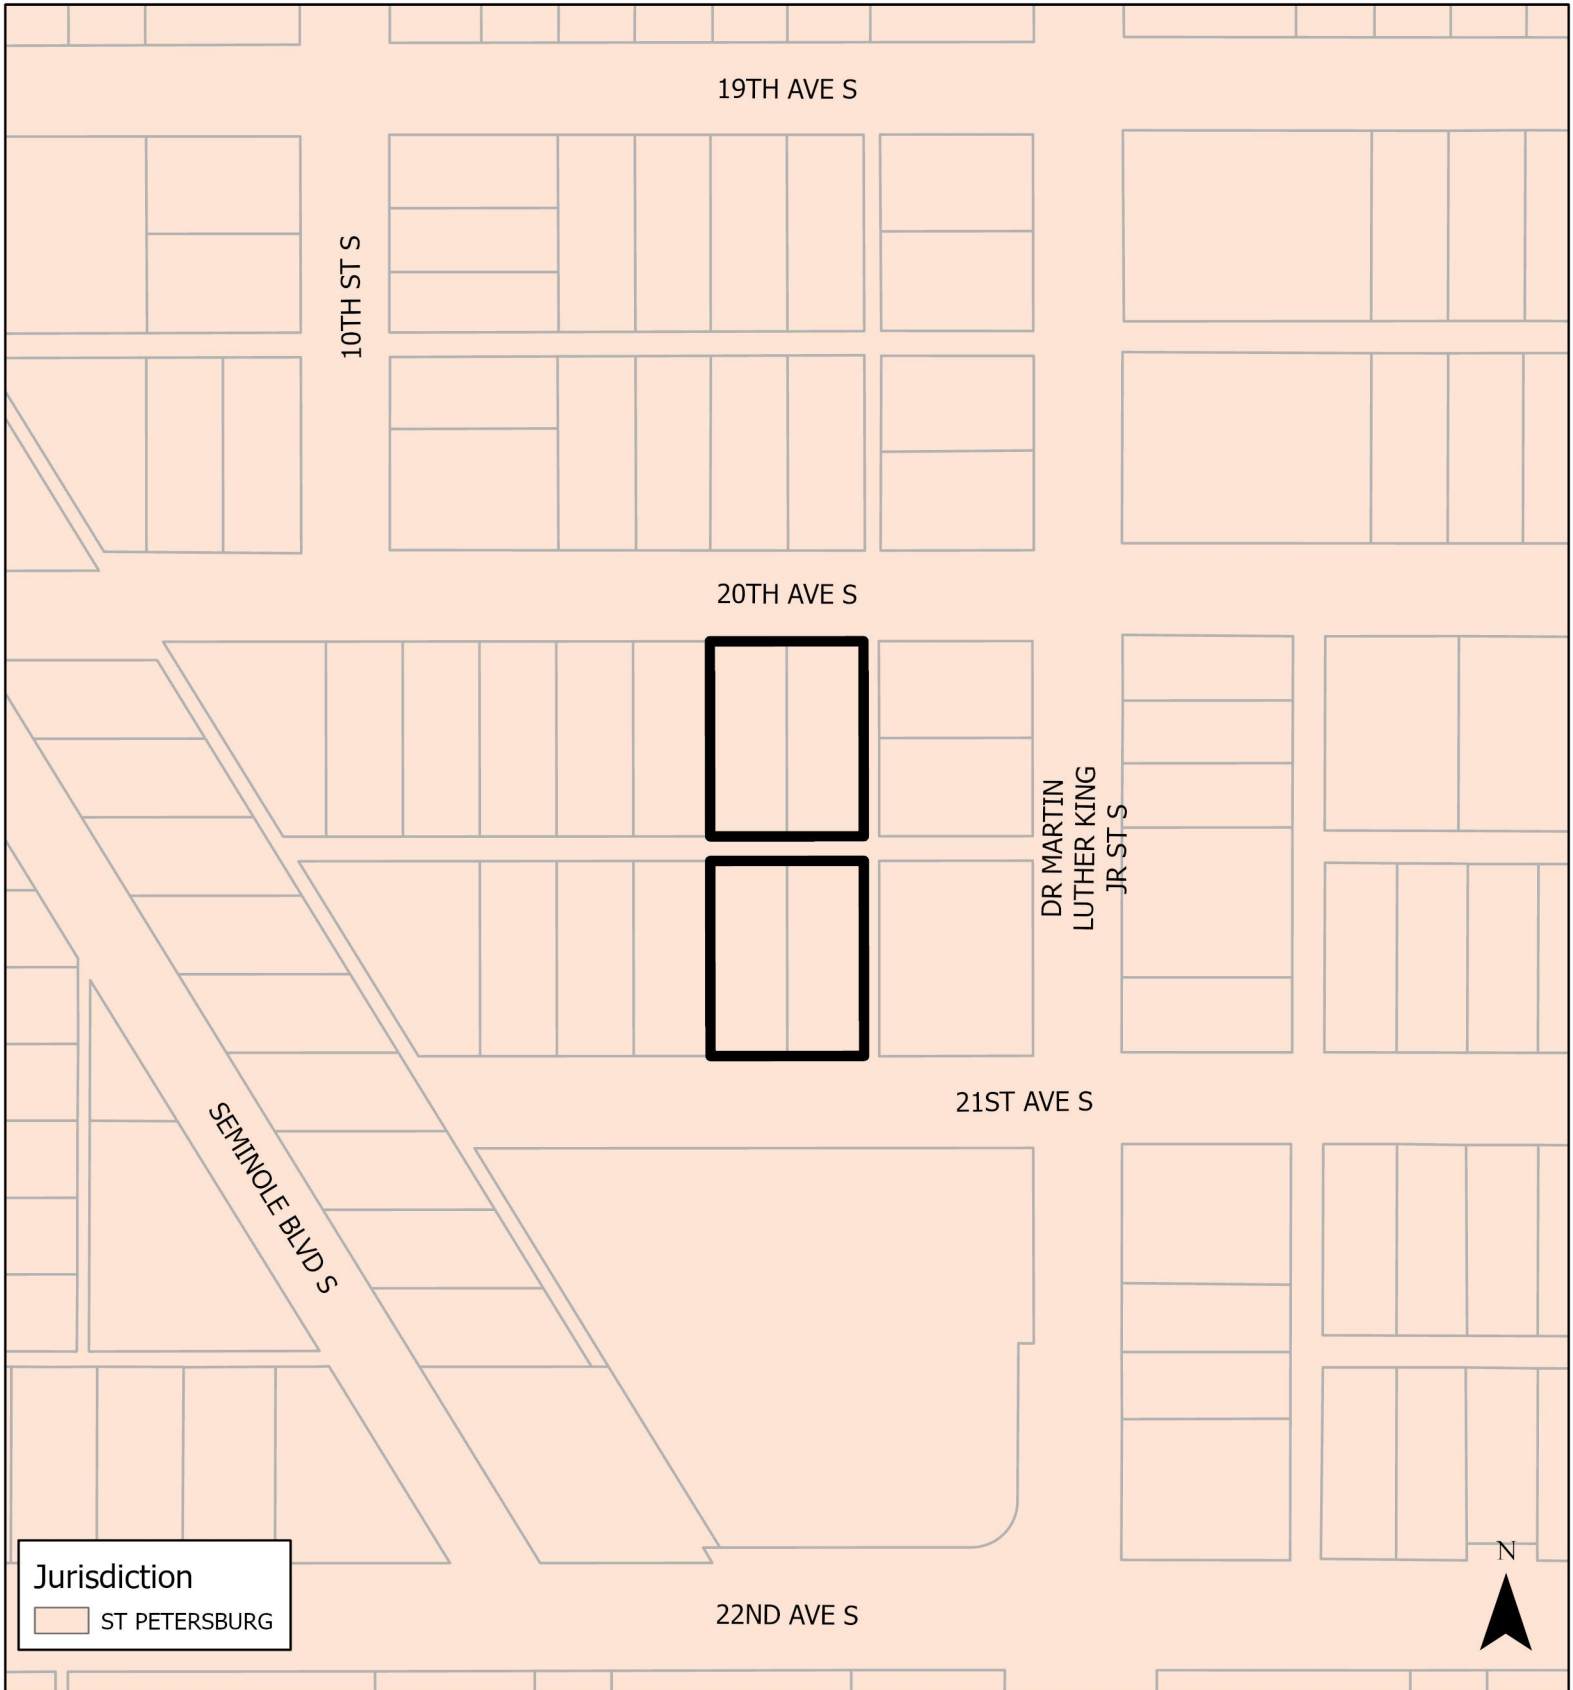 19TH AVE S
10TH ST S
20TH AVE S
DR MARTIN
LUTHER KING
JR ST S
21ST AVE S
SEMINOLE BLVD S
22ND AVE S
Jurisdiction
ST PETERSBURG
N